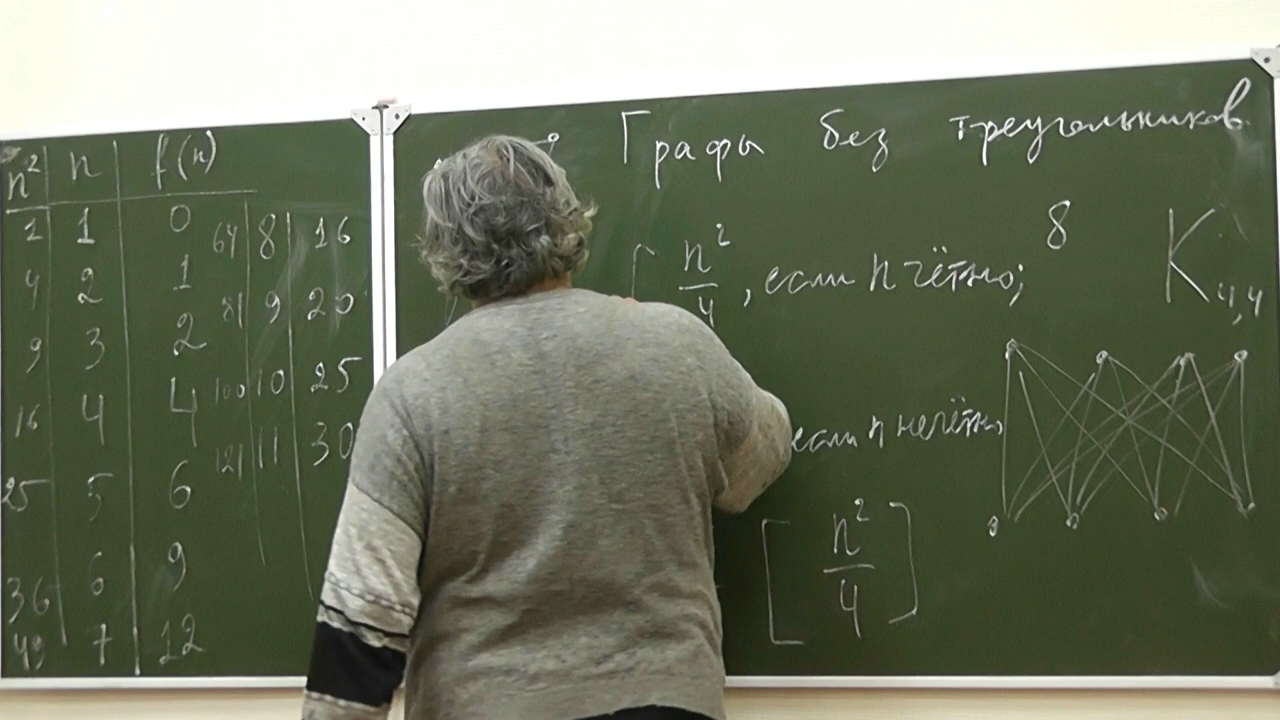 n² n f(n)
1 1 0
4 2 1
9 3 2
16 4 4
25 5 6
36 6 9
49 7 12
64 8 16
81 9 20
100 10 25
121 11 30
Графы без треугольников
n²/4, если n чётно;
если n нечётно
[n²/4]
8
K₄,₄